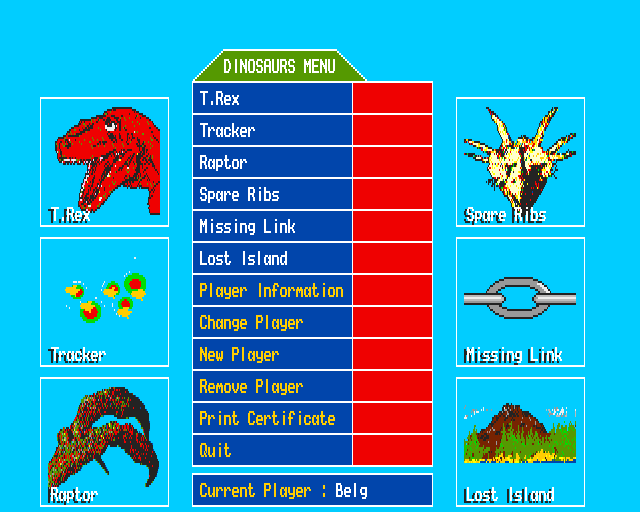 DINOSAURS MENU
T.Rex
Tracker
Raptor
Spare Ribs
Missing Link
Lost Island
Player Information
Change Player
New Player
Remove Player
Print Certificate
Quit
Current Player : Belg
T.Rex
Tracker
Raptor
Spare Ribs
Missing Link
Lost Island